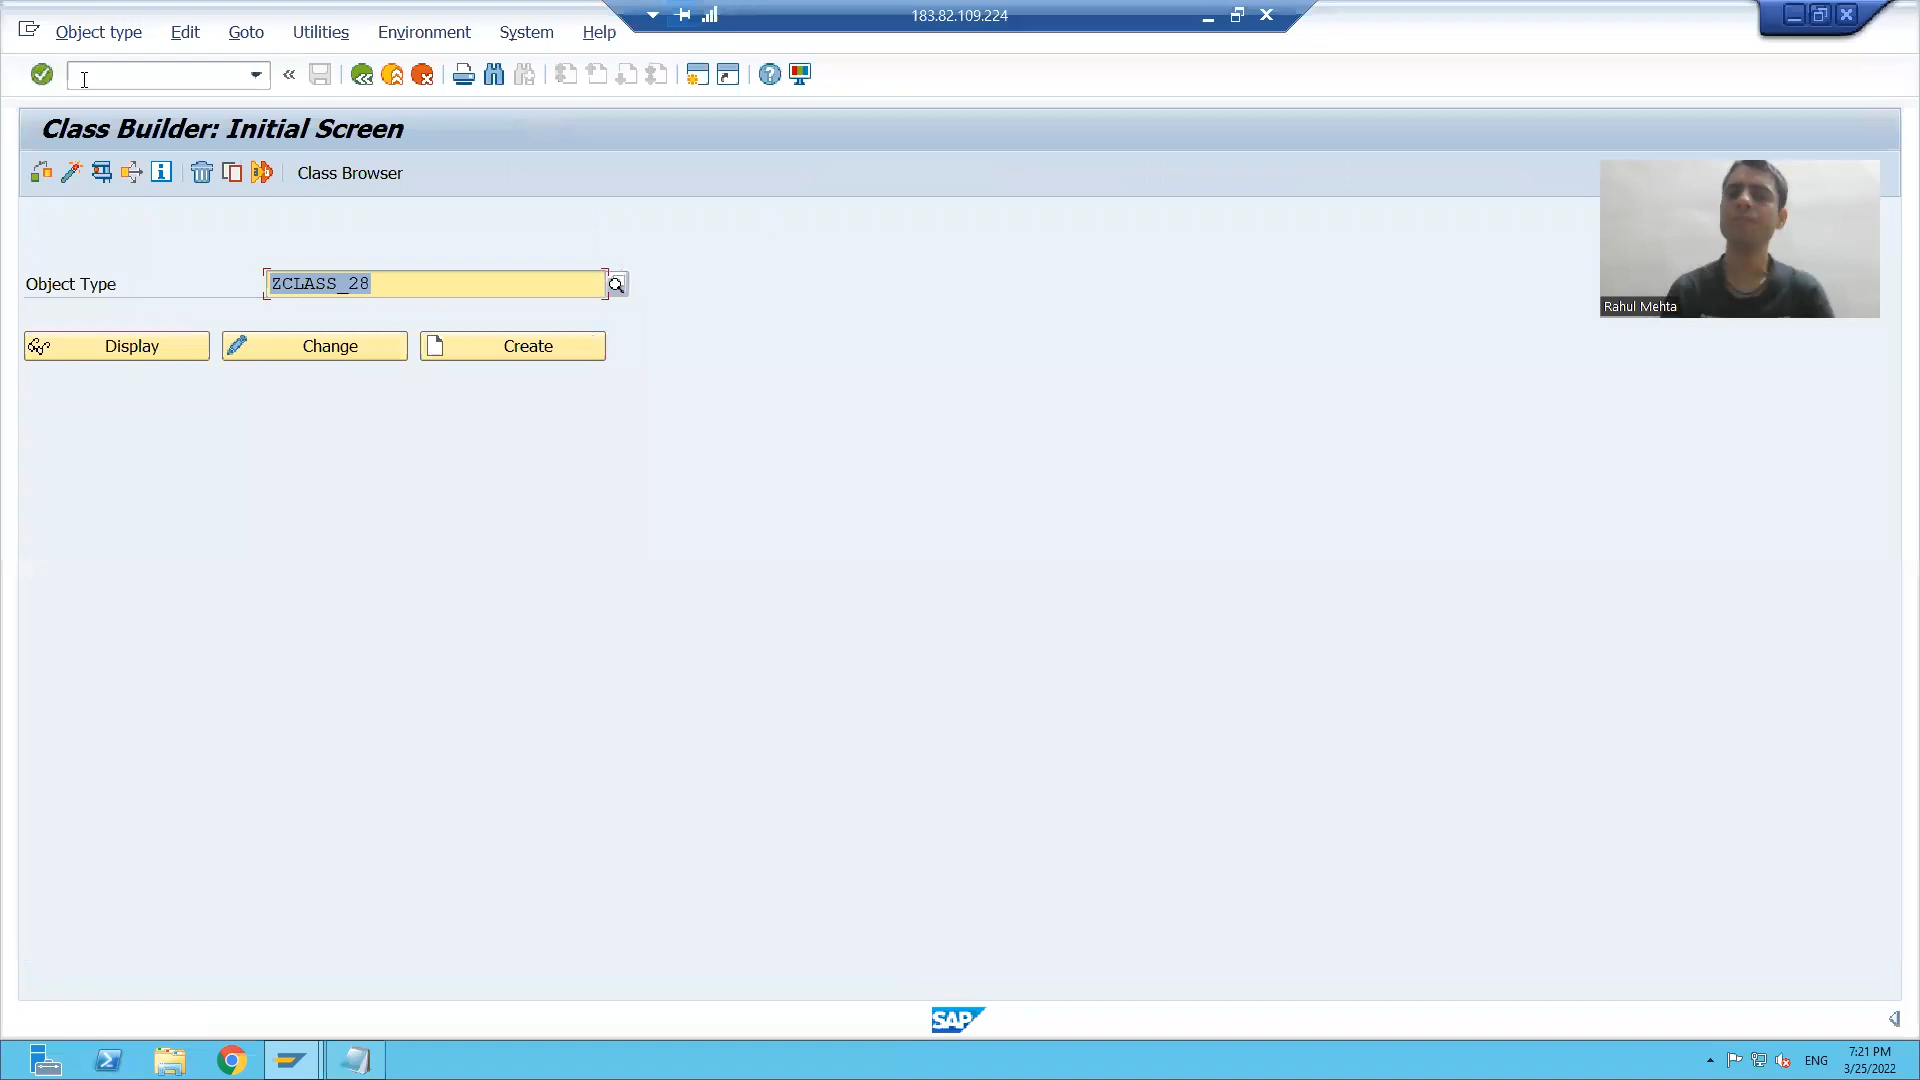 183.82.109.224
Object type Edit Goto Utilities Environment System Help
Class Builder: Initial Screen
Class Browser
Object Type ZCLASS_28
Display Change Create
Rahul Mehta
SAP
ENG
7:21 PM
3/25/2022